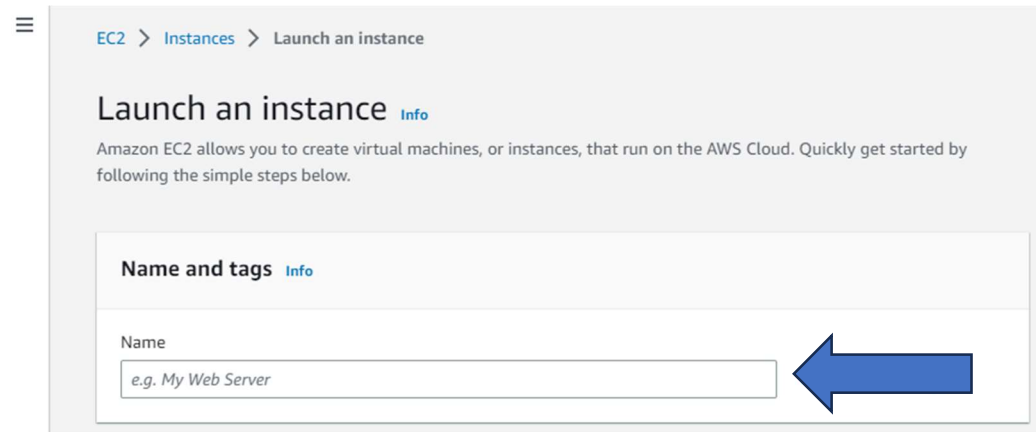 EC2 > Instances > Launch an instance
Launch an instance Info
Amazon EC2 allows you to create virtual machines, or instances, that run on the AWS Cloud. Quickly get started by
following the simple steps below.
Name and tags Info
Name
e.g. My Web Server